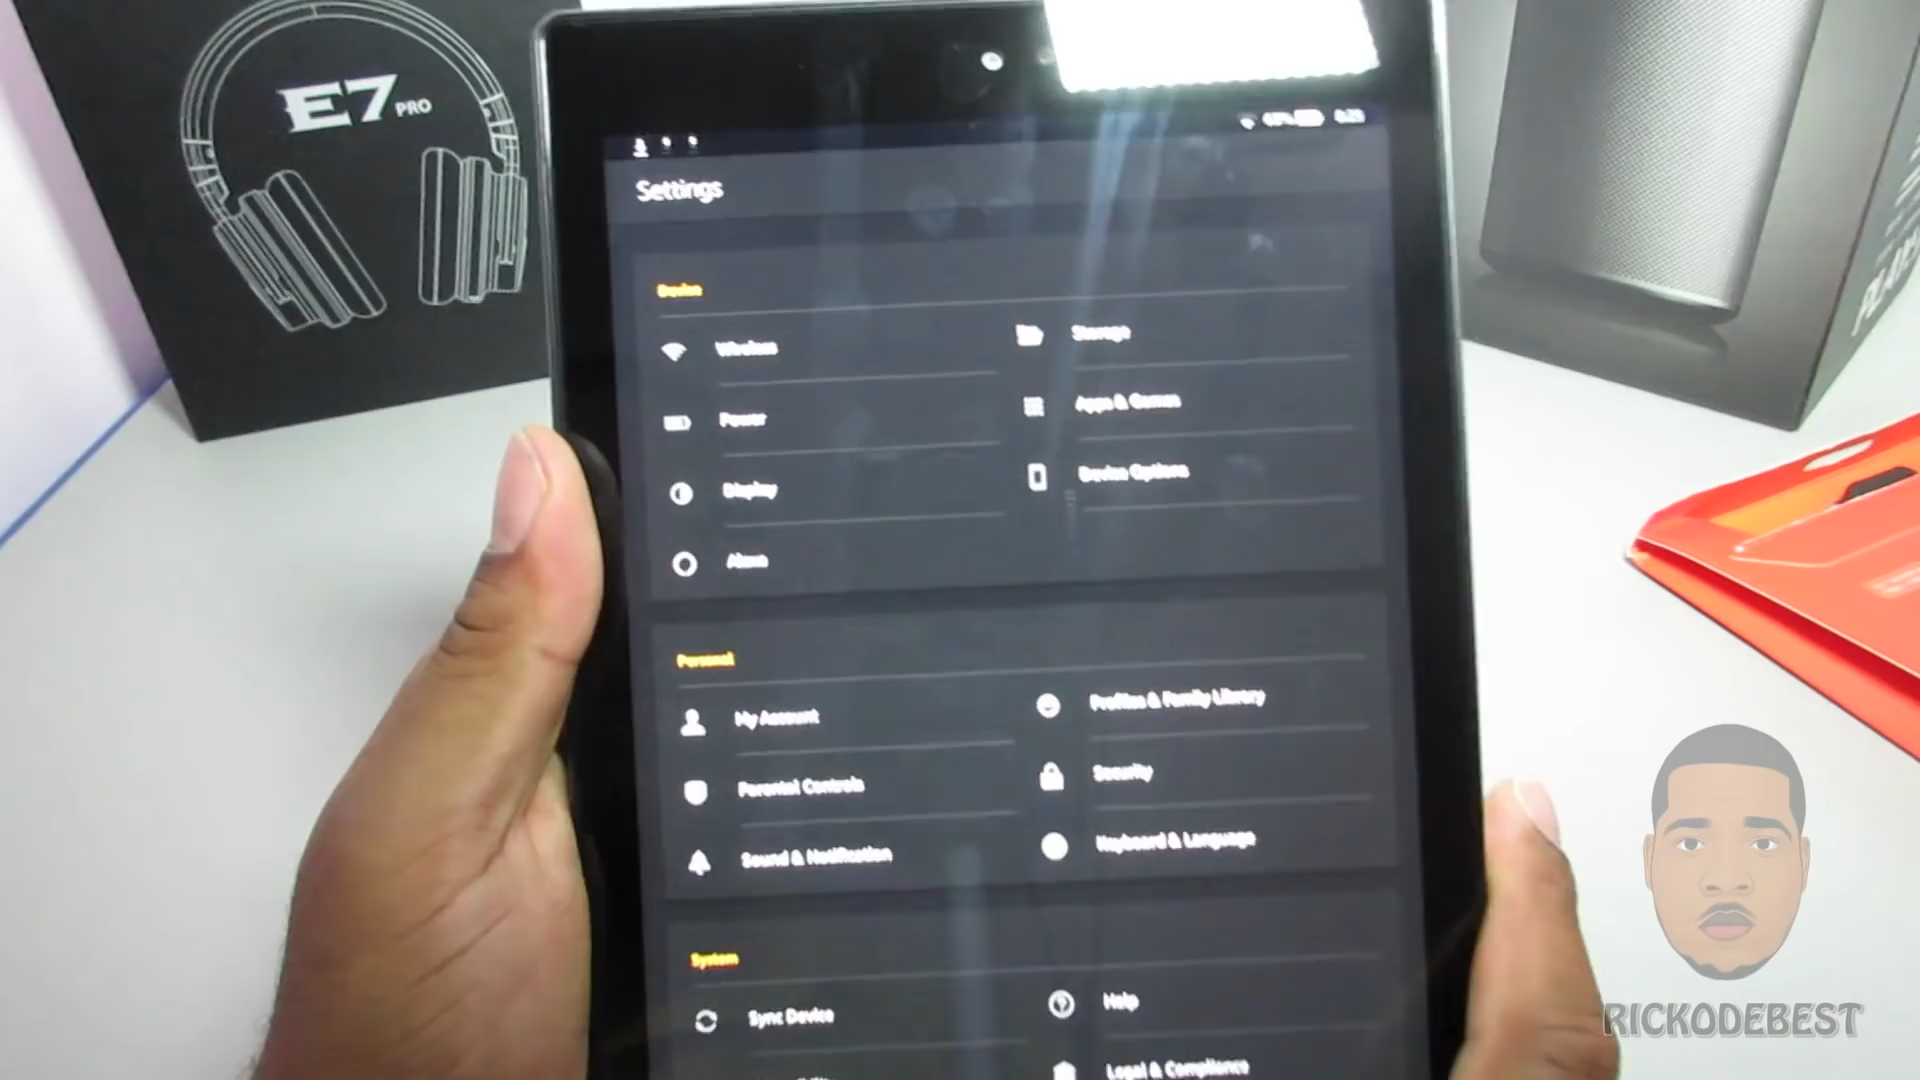 E7 PRO
Settings
Device
Wireless
Storage
Power
Apps & Games
Display
Device Options
Alexa
Personal
My Account
Profiles & Family Library
Parental Controls
Security
Sound & Notification
Keyboard & Language
System
Sync Device
Help
Legal & Compliance
RICKODEBEST